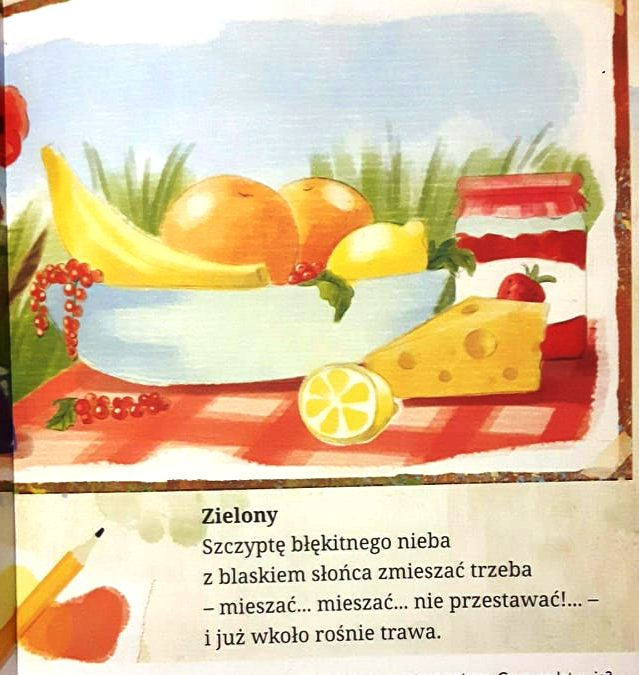 Zielony
Szczyptę błękitnego nieba
z blaskiem słońca zmieszać trzeba
– mieszać... mieszać... nie przestawać!... –
i już wkoło rośnie trawa.